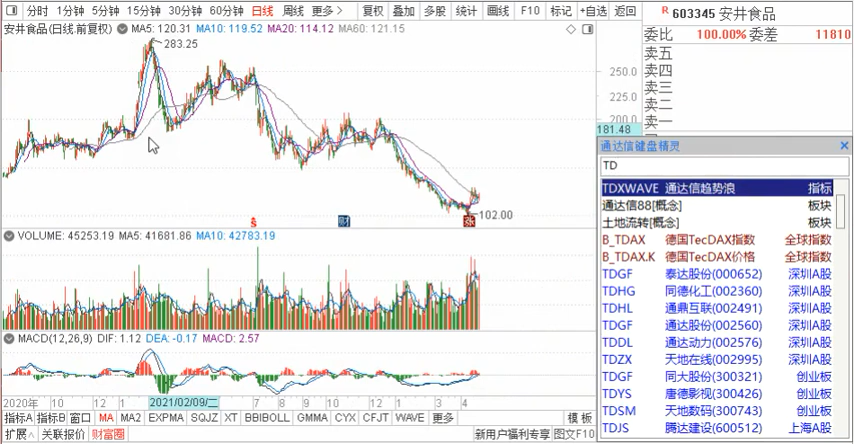 分时 1分钟 5分钟 15分钟 30分钟 60分钟 日线 周线 更多 > 复权 叠加 多股 统计 画线 F10 标记 +自选 返回
R 603345 安井食品
安井食品(日线.前复权) MA5: 120.31 MA10: 119.52 MA20: 114.12 MA60: 121.15
委比 100.00% 委差 11810
283.25
卖五
卖四
卖三
卖二
卖一
250.0
225.0
200.0
181.48
102.00
财
通达信键盘精灵
TD
TDXWAVE 通达信趋势浪 指标
通达信88[概念] 板块
土地流转[概念] 板块
B_TDAX 德国TecDAX指数 全球指数
B_TDAX.K 德国TecDAX价格 全球指数
TDGF 泰达股份(000652) 深圳A股
TDHG 同德化工(002360) 深圳A股
TDHL 通鼎互联(002491) 深圳A股
TDGF 通达股份(002560) 深圳A股
TDDL 通达动力(002576) 深圳A股
TDZX 天地在线(002995) 深圳A股
TDGF 同大股份(300321) 创业板
TDYS 唐德影视(300426) 创业板
TDSM 天地数码(300743) 创业板
TDJS 腾达建设(600512) 上海A股
VOLUME: 45253.19 MA5: 41681.86 MA10: 42783.19
MACD(12,26,9) DIF: 1.12 DEA: -0.17 MACD: 2.57
2020年 10 12 1 2021/02/09/二 7 8 9 10 12 1 3 4
指标A 指标B 窗口 MA MA2 EXPMA SQJZ XT BBIBOLL GMMA CYX CFJT WAVE 更多 模板
扩展∧ 关联报价 财富圈 新用户福利专享 图文F10